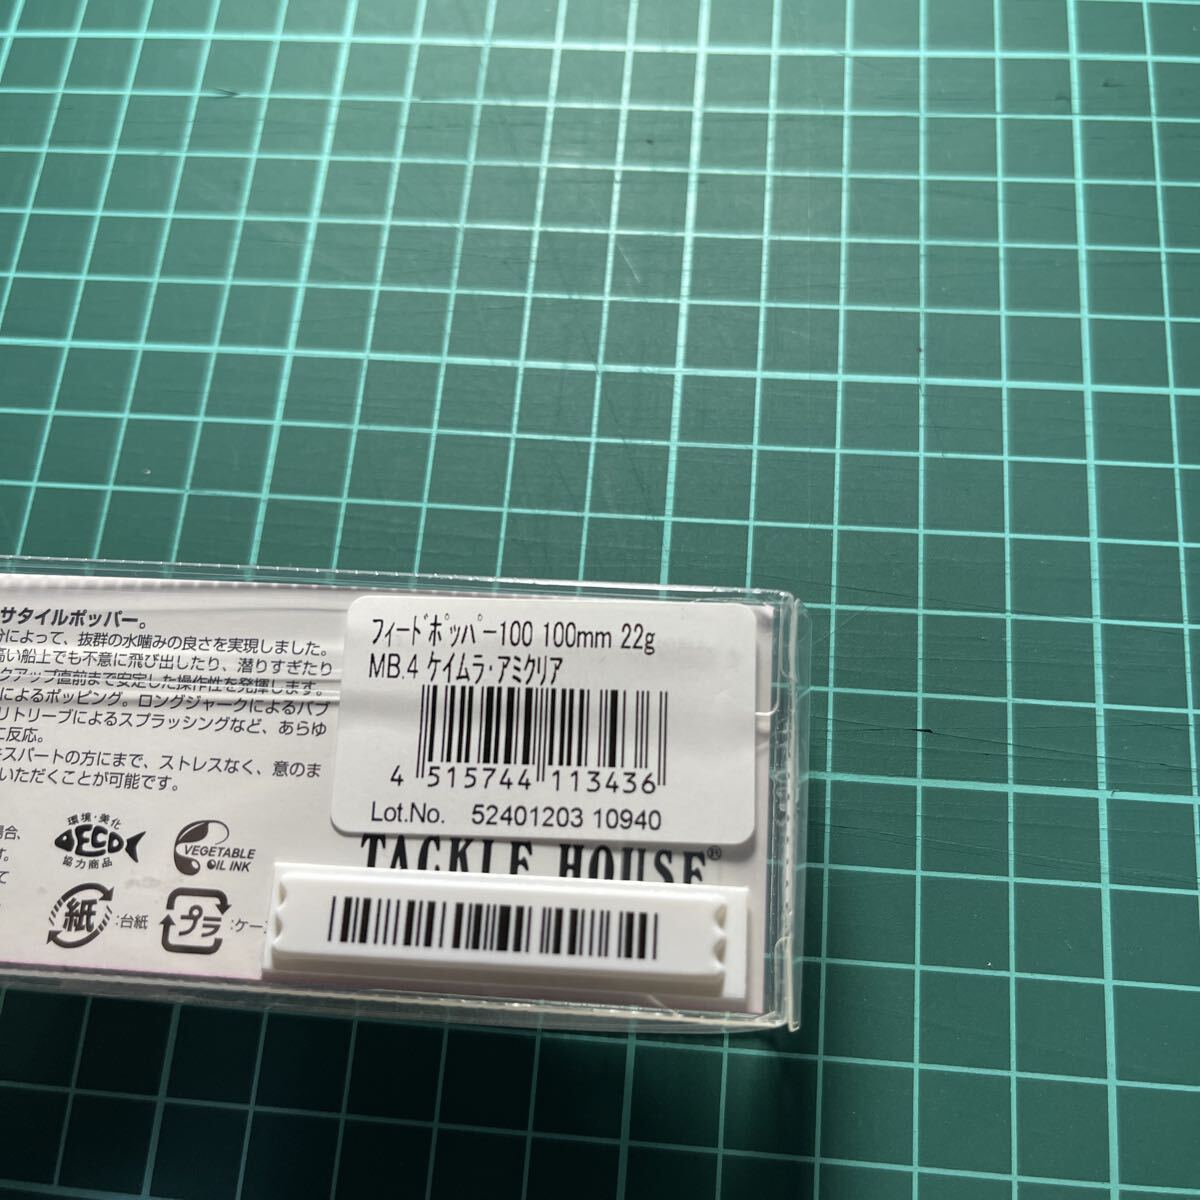 サタイルポッパー。
分によって、抜群の水噛みの良さを実現しました。
高い船上でも不意に飛び出したり、潜りすぎたり
クアップ直前まで安定した操作性を発揮します。
によるポッピング。ロングジャークによるバブ
リトリーブによるスプラッシングなど、あらゆ
に反応。
キスパートの方にまで、ストレスなく、意のま
いただくことが可能です。
フィードポッパー100 100mm 22g
MB.4 ケイムラ・アミクリア
4 515744 113436
Lot.No. 52401203 10940
TACKLE HOUSE®
場合、
す。
て
環境・美化
ECO
協力商品
VEGETABLE
OIL INK
紙 :台紙
プラ :ケー